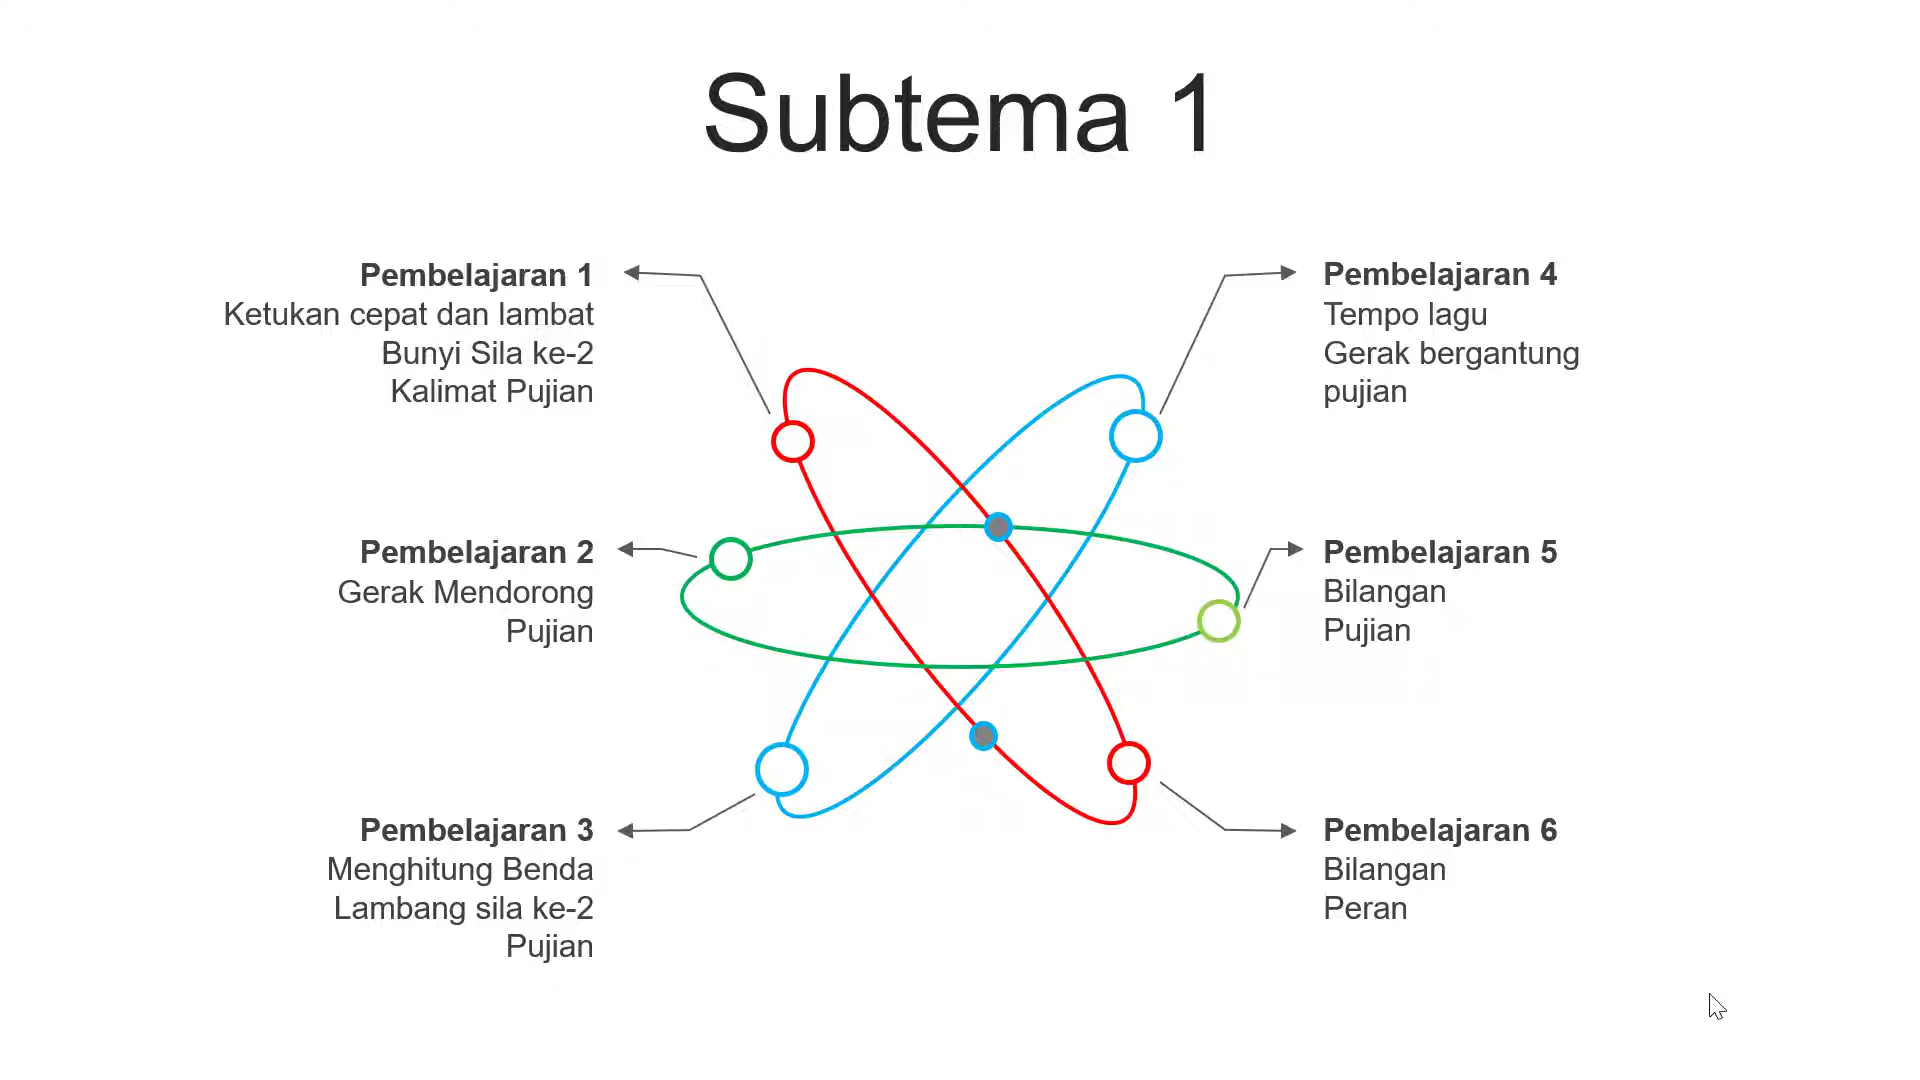 Subtema 1
Pembelajaran 1
Ketukan cepat dan lambat
Bunyi Sila ke-2
Kalimat Pujian
Pembelajaran 2
Gerak Mendorong
Pujian
Pembelajaran 3
Menghitung Benda
Lambang sila ke-2
Pujian
Pembelajaran 4
Tempo lagu
Gerak bergantung
pujian
Pembelajaran 5
Bilangan
Pujian
Pembelajaran 6
Bilangan
Peran